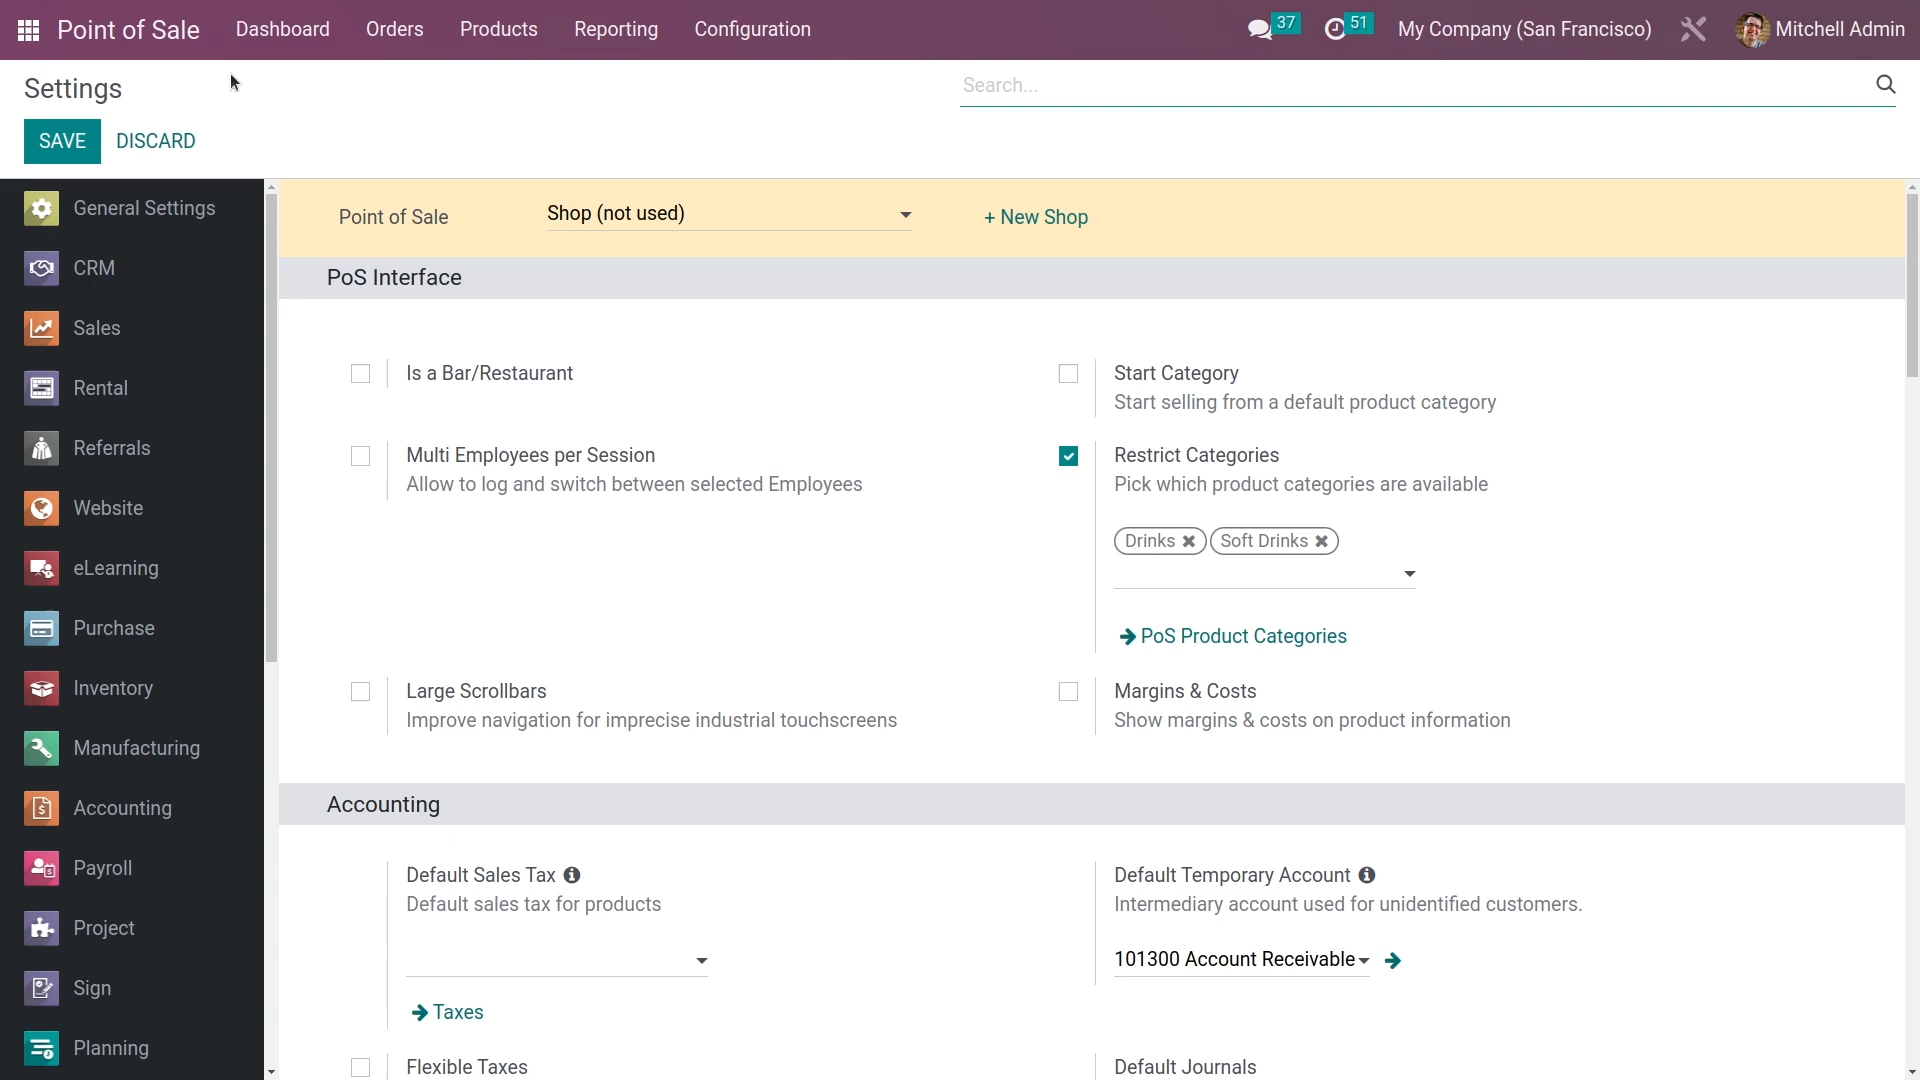 Point of Sale Dashboard Orders Products Reporting Configuration 37 51 My Company (San Francisco) Mitchell Admin
Settings Search...
SAVE DISCARD
General Settings
CRM
Sales
Rental
Referrals
Website
eLearning
Purchase
Inventory
Manufacturing
Accounting
Payroll
Project
Sign
Planning
Point of Sale Shop (not used) + New Shop
PoS Interface
Is a Bar/Restaurant
Start Category
Start selling from a default product category
Multi Employees per Session
Allow to log and switch between selected Employees
Restrict Categories
Pick which product categories are available
Drinks Soft Drinks
PoS Product Categories
Large Scrollbars
Improve navigation for imprecise industrial touchscreens
Margins & Costs
Show margins & costs on product information
Accounting
Default Sales Tax
Default sales tax for products
Taxes
Default Temporary Account
Intermediary account used for unidentified customers.
101300 Account Receivable
Flexible Taxes
Default Journals